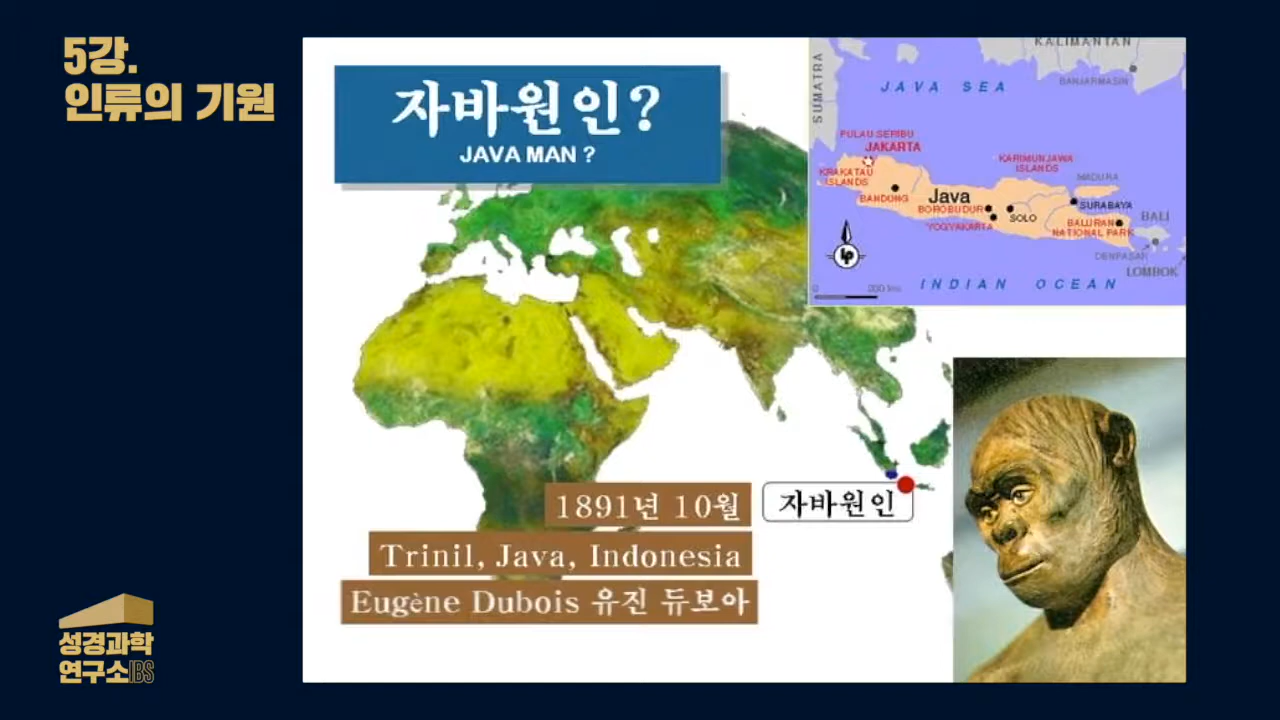 5강.
인류의 기원
자바원인?
JAVA MAN ?
KALIMANTAN
BANJARMASIN
SUMATRA
JAVA SEA
PULAU SERIBU
JAKARTA
KARIMUNJAWA
ISLANDS
KRAKATAU
ISLANDS
MADURA
BANDUNG
Java
BOROBUDUR
SOLO
SURABAYA
YOGYAKARTA
BALURAN
NATIONAL PARK
BALI
DENPASAR
LOMBOK
lp
INDIAN OCEAN
0
1891년 10월
자바원인
Trinil, Java, Indonesia
Eugène Dubois 유진 듀보아
성경과학
연구소IBS